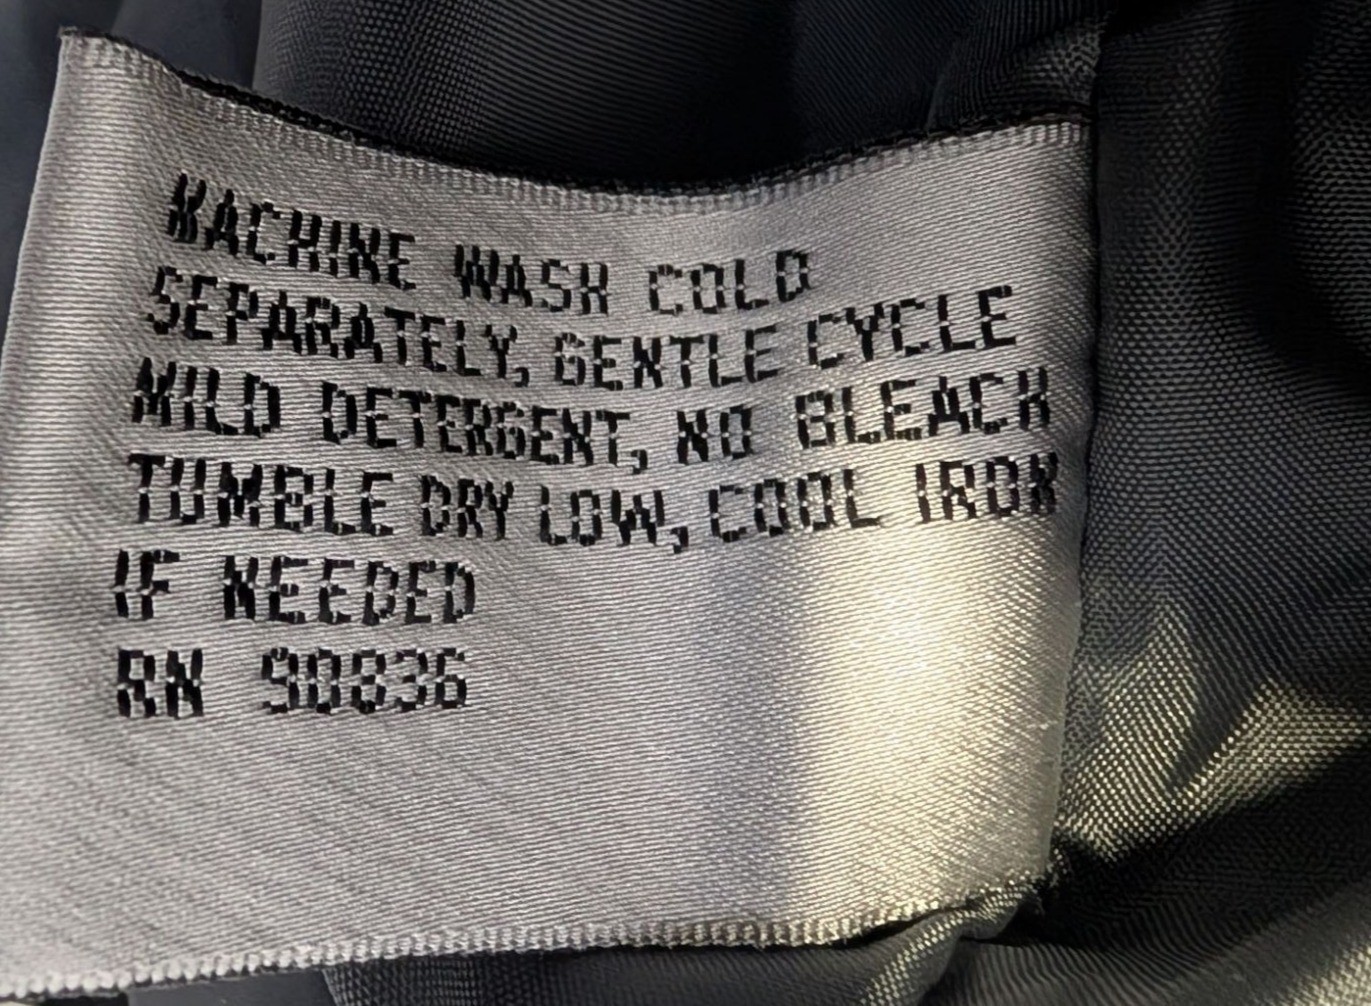 MACHINE WASH COLD
SEPARATELY, GENTLE CYCLE
MILD DETERGENT, NO BLEACH
TUMBLE DRY LOW, COOL IRON
IF NEEDED
RN 90836